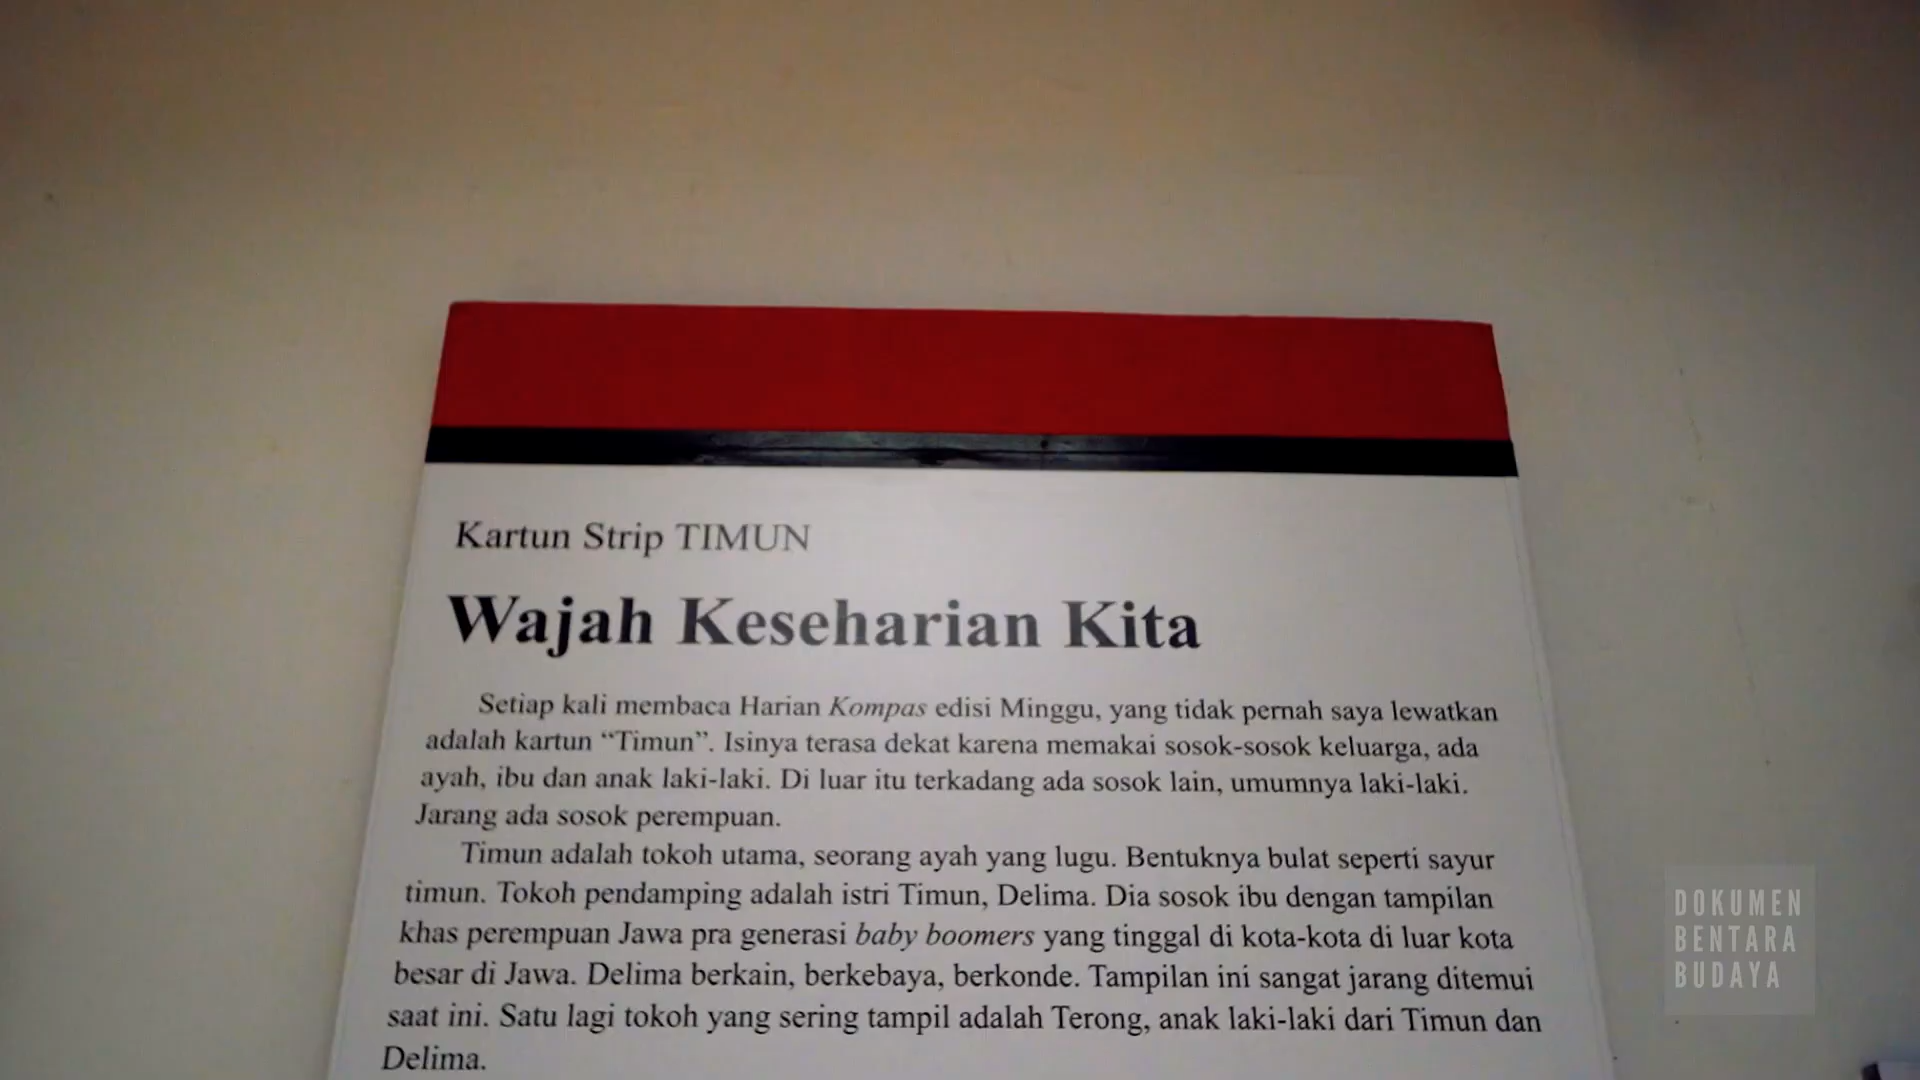 Kartun Strip TIMUN
Wajah Keseharian Kita
Setiap kali membaca Harian Kompas edisi Minggu, yang tidak pernah saya lewatkan
adalah kartun “Timun”. Isinya terasa dekat karena memakai sosok-sosok keluarga, ada
ayah, ibu dan anak laki-laki. Di luar itu terkadang ada sosok lain, umumnya laki-laki.
Jarang ada sosok perempuan.
Timun adalah tokoh utama, seorang ayah yang lugu. Bentuknya bulat seperti sayur
timun. Tokoh pendamping adalah istri Timun, Delima. Dia sosok ibu dengan tampilan
khas perempuan Jawa pra generasi baby boomers yang tinggal di kota-kota di luar kota
besar di Jawa. Delima berkain, berkebaya, berkonde. Tampilan ini sangat jarang ditemui
saat ini. Satu lagi tokoh yang sering tampil adalah Terong, anak laki-laki dari Timun dan
Delima.
DOKUMEN
BENTARA
BUDAYA